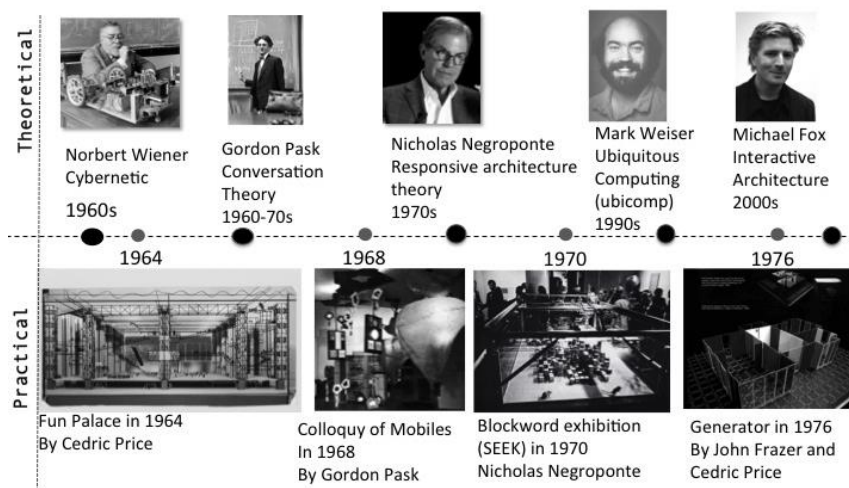 Theoretical
Norbert Wiener
Cybernetic
1960s
Gordon Pask
Conversation
Theory
1960-70s
Nicholas Negroponte
Responsive architecture
theory
1970s
Mark Weiser
Ubiquitous
Computing
(ubicomp)
1990s
Michael Fox
Interactive
Architecture
2000s
1964
1968
1970
1976
Practical
Fun Palace in 1964
By Cedric Price
Colloquy of Mobiles
In 1968
By Gordon Pask
Blockword exhibition
(SEEK) in 1970
Nicholas Negroponte
Generator in 1976
By John Frazer and
Cedric Price